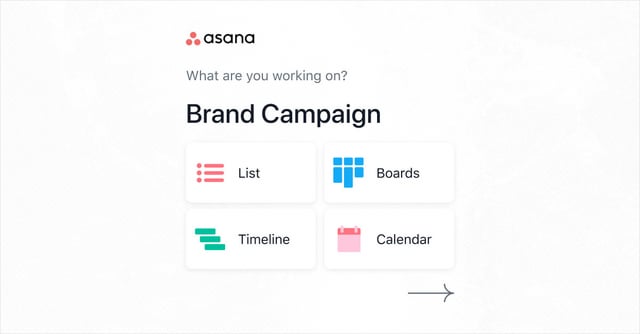 asana
What are you working on?
Brand Campaign
List
Boards
Timeline
Calendar